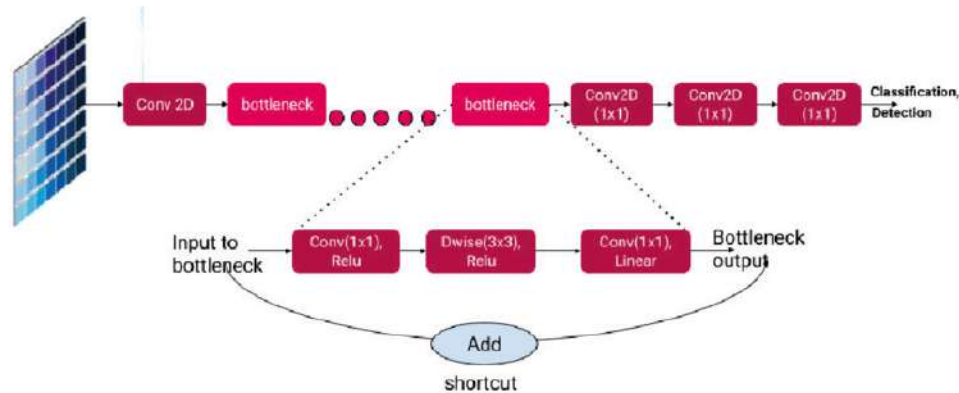 Conv 2D
bottleneck
bottleneck
Conv2D
(1x1)
Conv2D
(1x1)
Conv2D
(1x1)
Classification,
Detection
Input to
bottleneck
Conv(1x1),
Relu
Dwise(3x3),
Relu
Conv(1x1),
Linear
Bottleneck
output
Add
shortcut